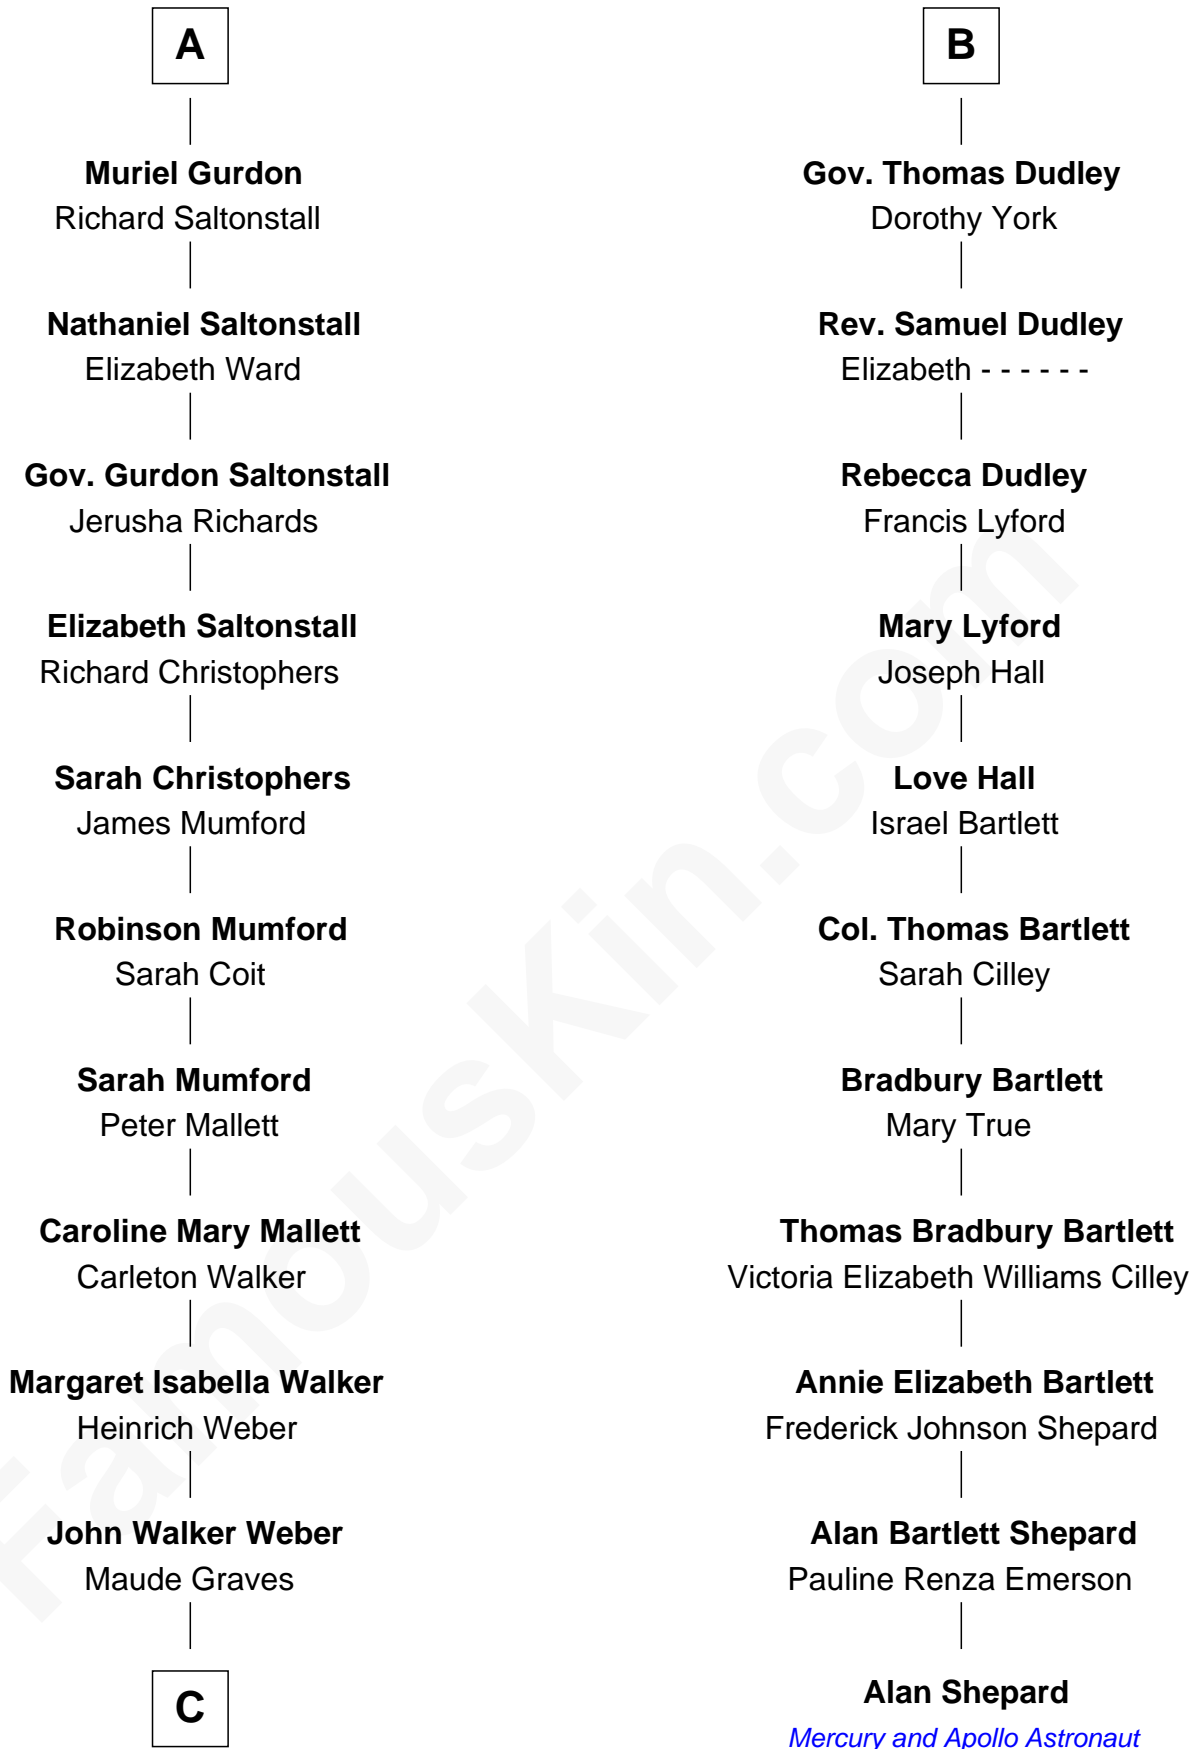 A
Muriel Gurdon
Richard Saltonstall
Nathaniel Saltonstall
Elizabeth Ward
Gov. Gurdon Saltonstall
Jerusha Richards
Elizabeth Saltonstall
Richard Christophers
Sarah Christophers
James Mumford
Robinson Mumford
Sarah Coit
Sarah Mumford
Peter Mallett
Caroline Mary Mallett
Carleton Walker
Margaret Isabella Walker
Heinrich Weber
John Walker Weber
Maude Graves
C
B
Gov. Thomas Dudley
Dorothy York
Rev. Samuel Dudley
Elizabeth - - - - - -
Rebecca Dudley
Francis Lyford
Mary Lyford
Joseph Hall
Love Hall
Israel Bartlett
Col. Thomas Bartlett
Sarah Cilley
Bradbury Bartlett
Mary True
Thomas Bradbury Bartlett
Victoria Elizabeth Williams Cilley
Annie Elizabeth Bartlett
Frederick Johnson Shepard
Alan Bartlett Shepard
Pauline Renza Emerson
Alan Shepard
Mercury and Apollo Astronaut
FamousKin.com